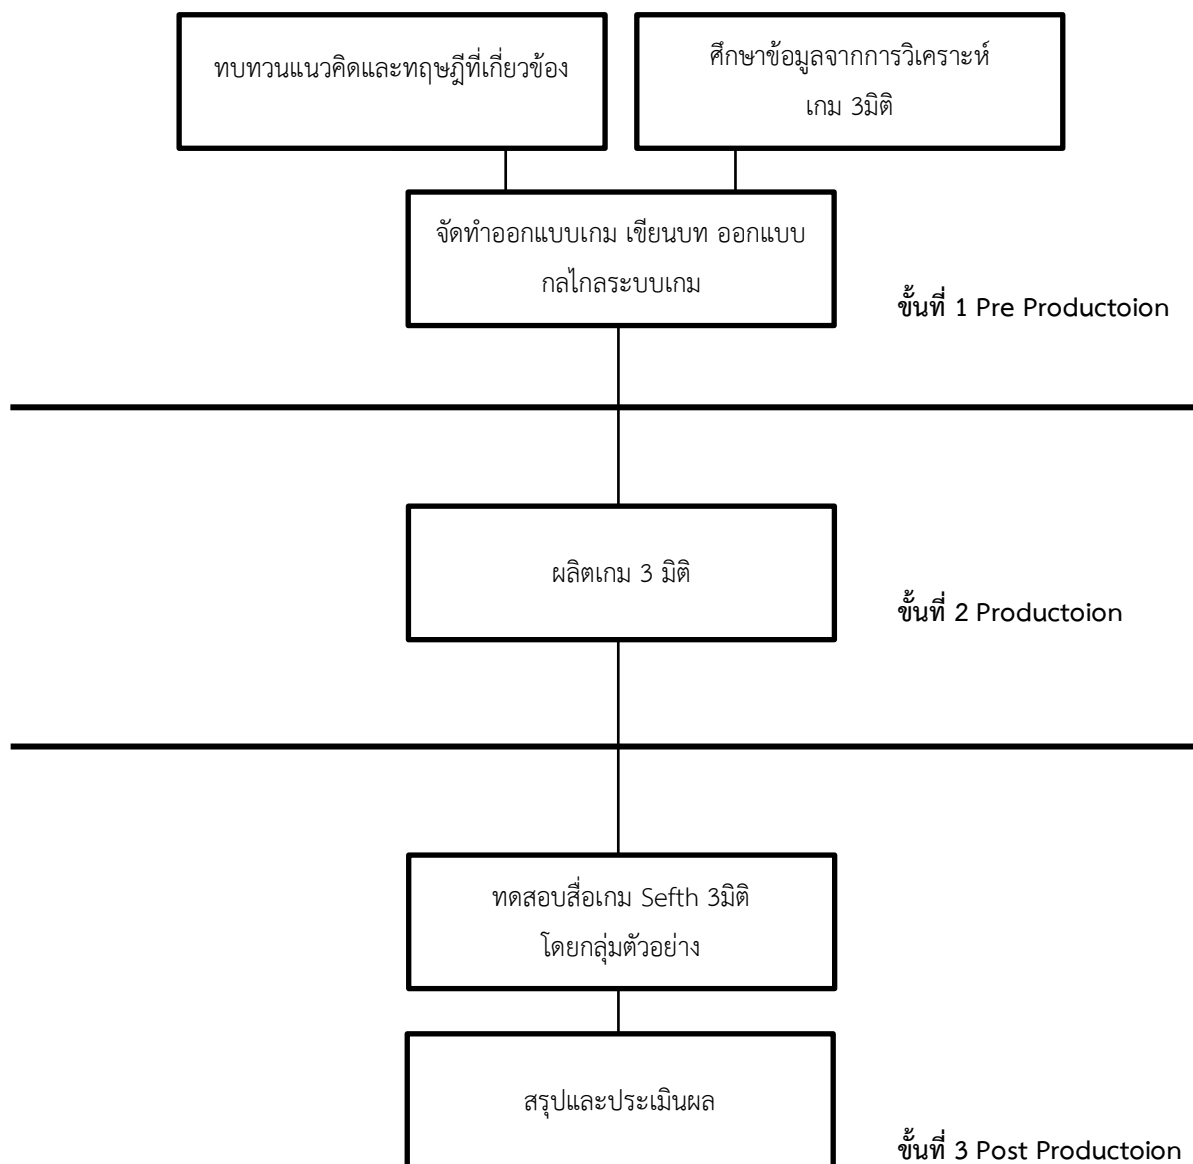 ทบทวนแนวคิดและทฤษฎีที่เกี่ยวข้อง
ศึกษาข้อมูลจากการวิเคราะห์
เกม 3มิติ
จัดทำออกแบบเกม เขียนบท ออกแบบ
กลไกลระบบเกม
ขั้นที่ 1 Pre Productoion
ผลิตเกม 3 มิติ
ขั้นที่ 2 Productoion
ทดสอบสื่อเกม Sefth 3มิติ
โดยกลุ่มตัวอย่าง
สรุปและประเมินผล
ขั้นที่ 3 Post Productoion